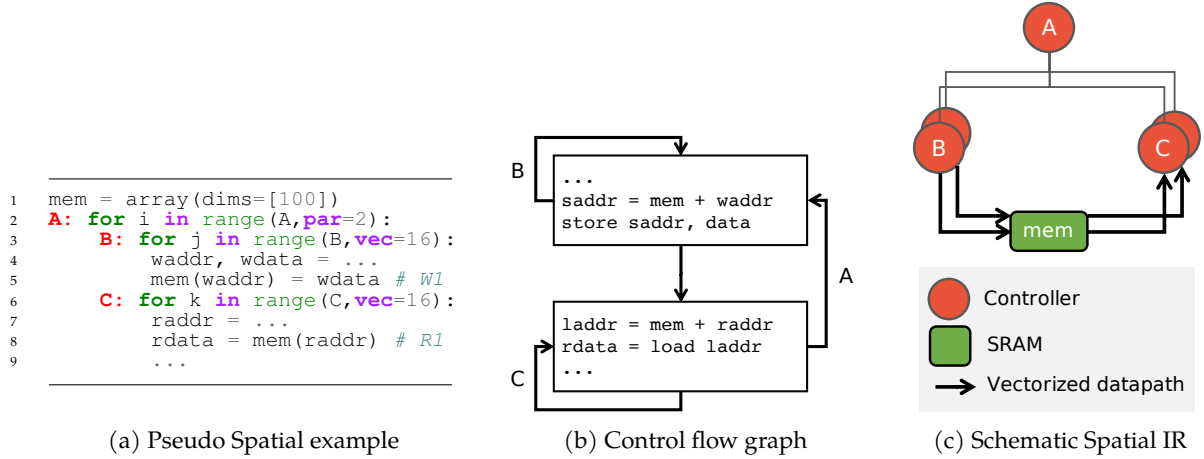 1 mem = array(dims=[100])
2 A: for i in range(A,par=2):
3     B: for j in range(B,vec=16):
4         waddr, wdata = ...
5         mem(waddr) = wdata # W1
6     C: for k in range(C,vec=16):
7         raddr = ...
8         rdata = mem(raddr) # R1
9         ...
(a) Pseudo Spatial example
B
...
saddr = mem + waddr
store saddr, data
A
laddr = mem + raddr
rdata = load laddr
...
C
(b) Control flow graph
A
B
C
mem
Controller
SRAM
Vectorized datapath
(c) Schematic Spatial IR